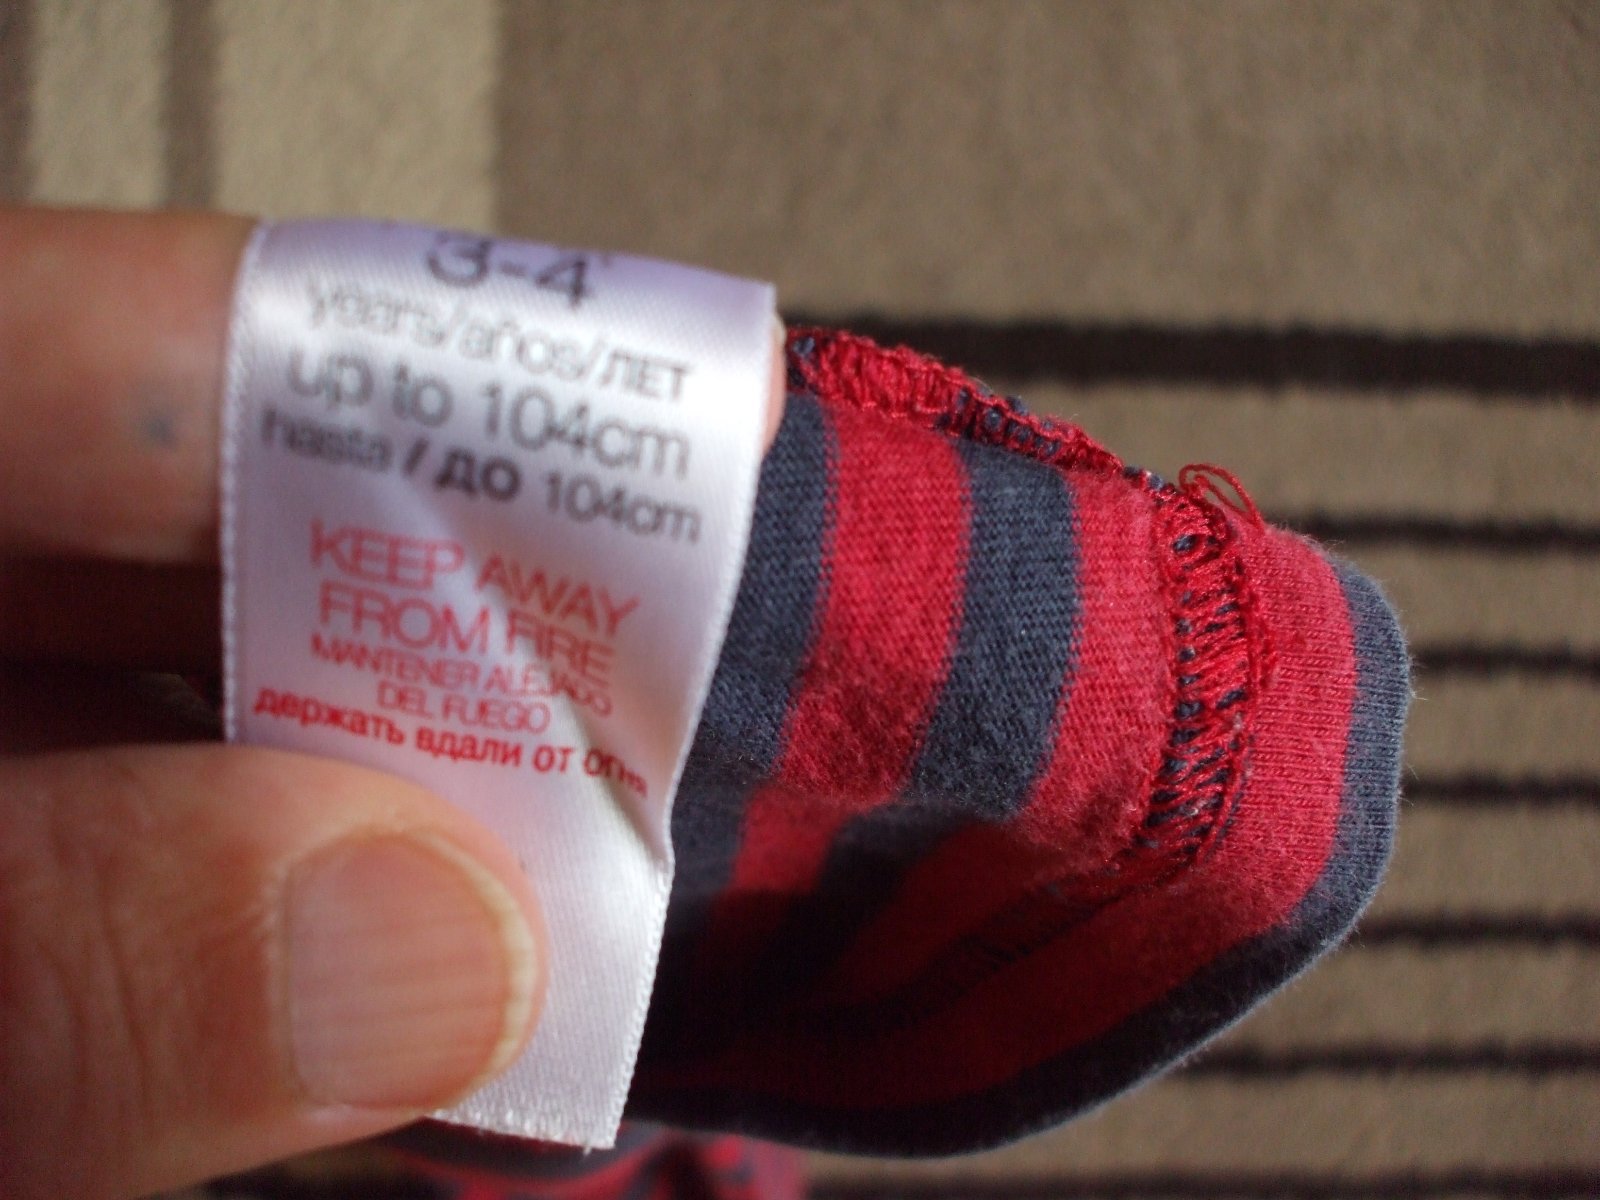 3-4
years/años/ЛЕТ
up to 104cm
hasta / до 104cm
KEEP AWAY
FROM FIRE
MANTENER ALEJADO
DEL FUEGO
держать вдали от огня